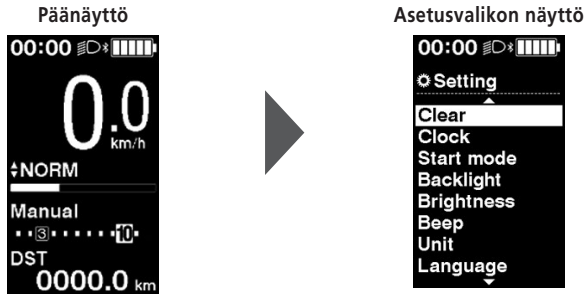 Päänäyttö
00:00
0.0
km/h
NORM
Manual
3 10
DST
0000.0 km
Asetusvalikon näyttö
00:00
Setting
Clear
Clock
Start mode
Backlight
Brightness
Beep
Unit
Language